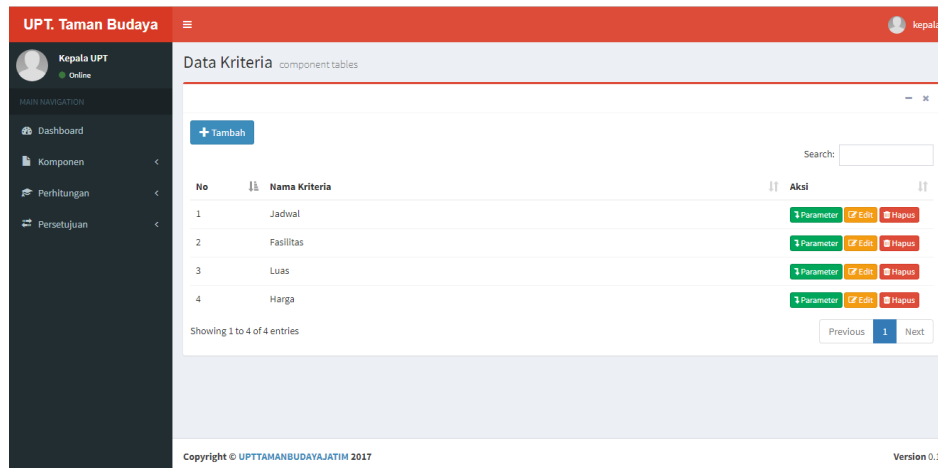 UPT. Taman Budaya
kepala
Kepala UPT
Online
MAIN NAVIGATION
Dashboard
Komponen
Perhitungan
Persetujuan
Data Kriteria component tables
Tambah
Search:
No Nama Kriteria Aksi
1 Jadwal Parameter Edit Hapus
2 Fasilitas Parameter Edit Hapus
3 Luas Parameter Edit Hapus
4 Harga Parameter Edit Hapus
Showing 1 to 4 of 4 entries
Previous 1 Next
Copyright © UPTTAMANBUDAYAJATIM 2017
Version 0.1